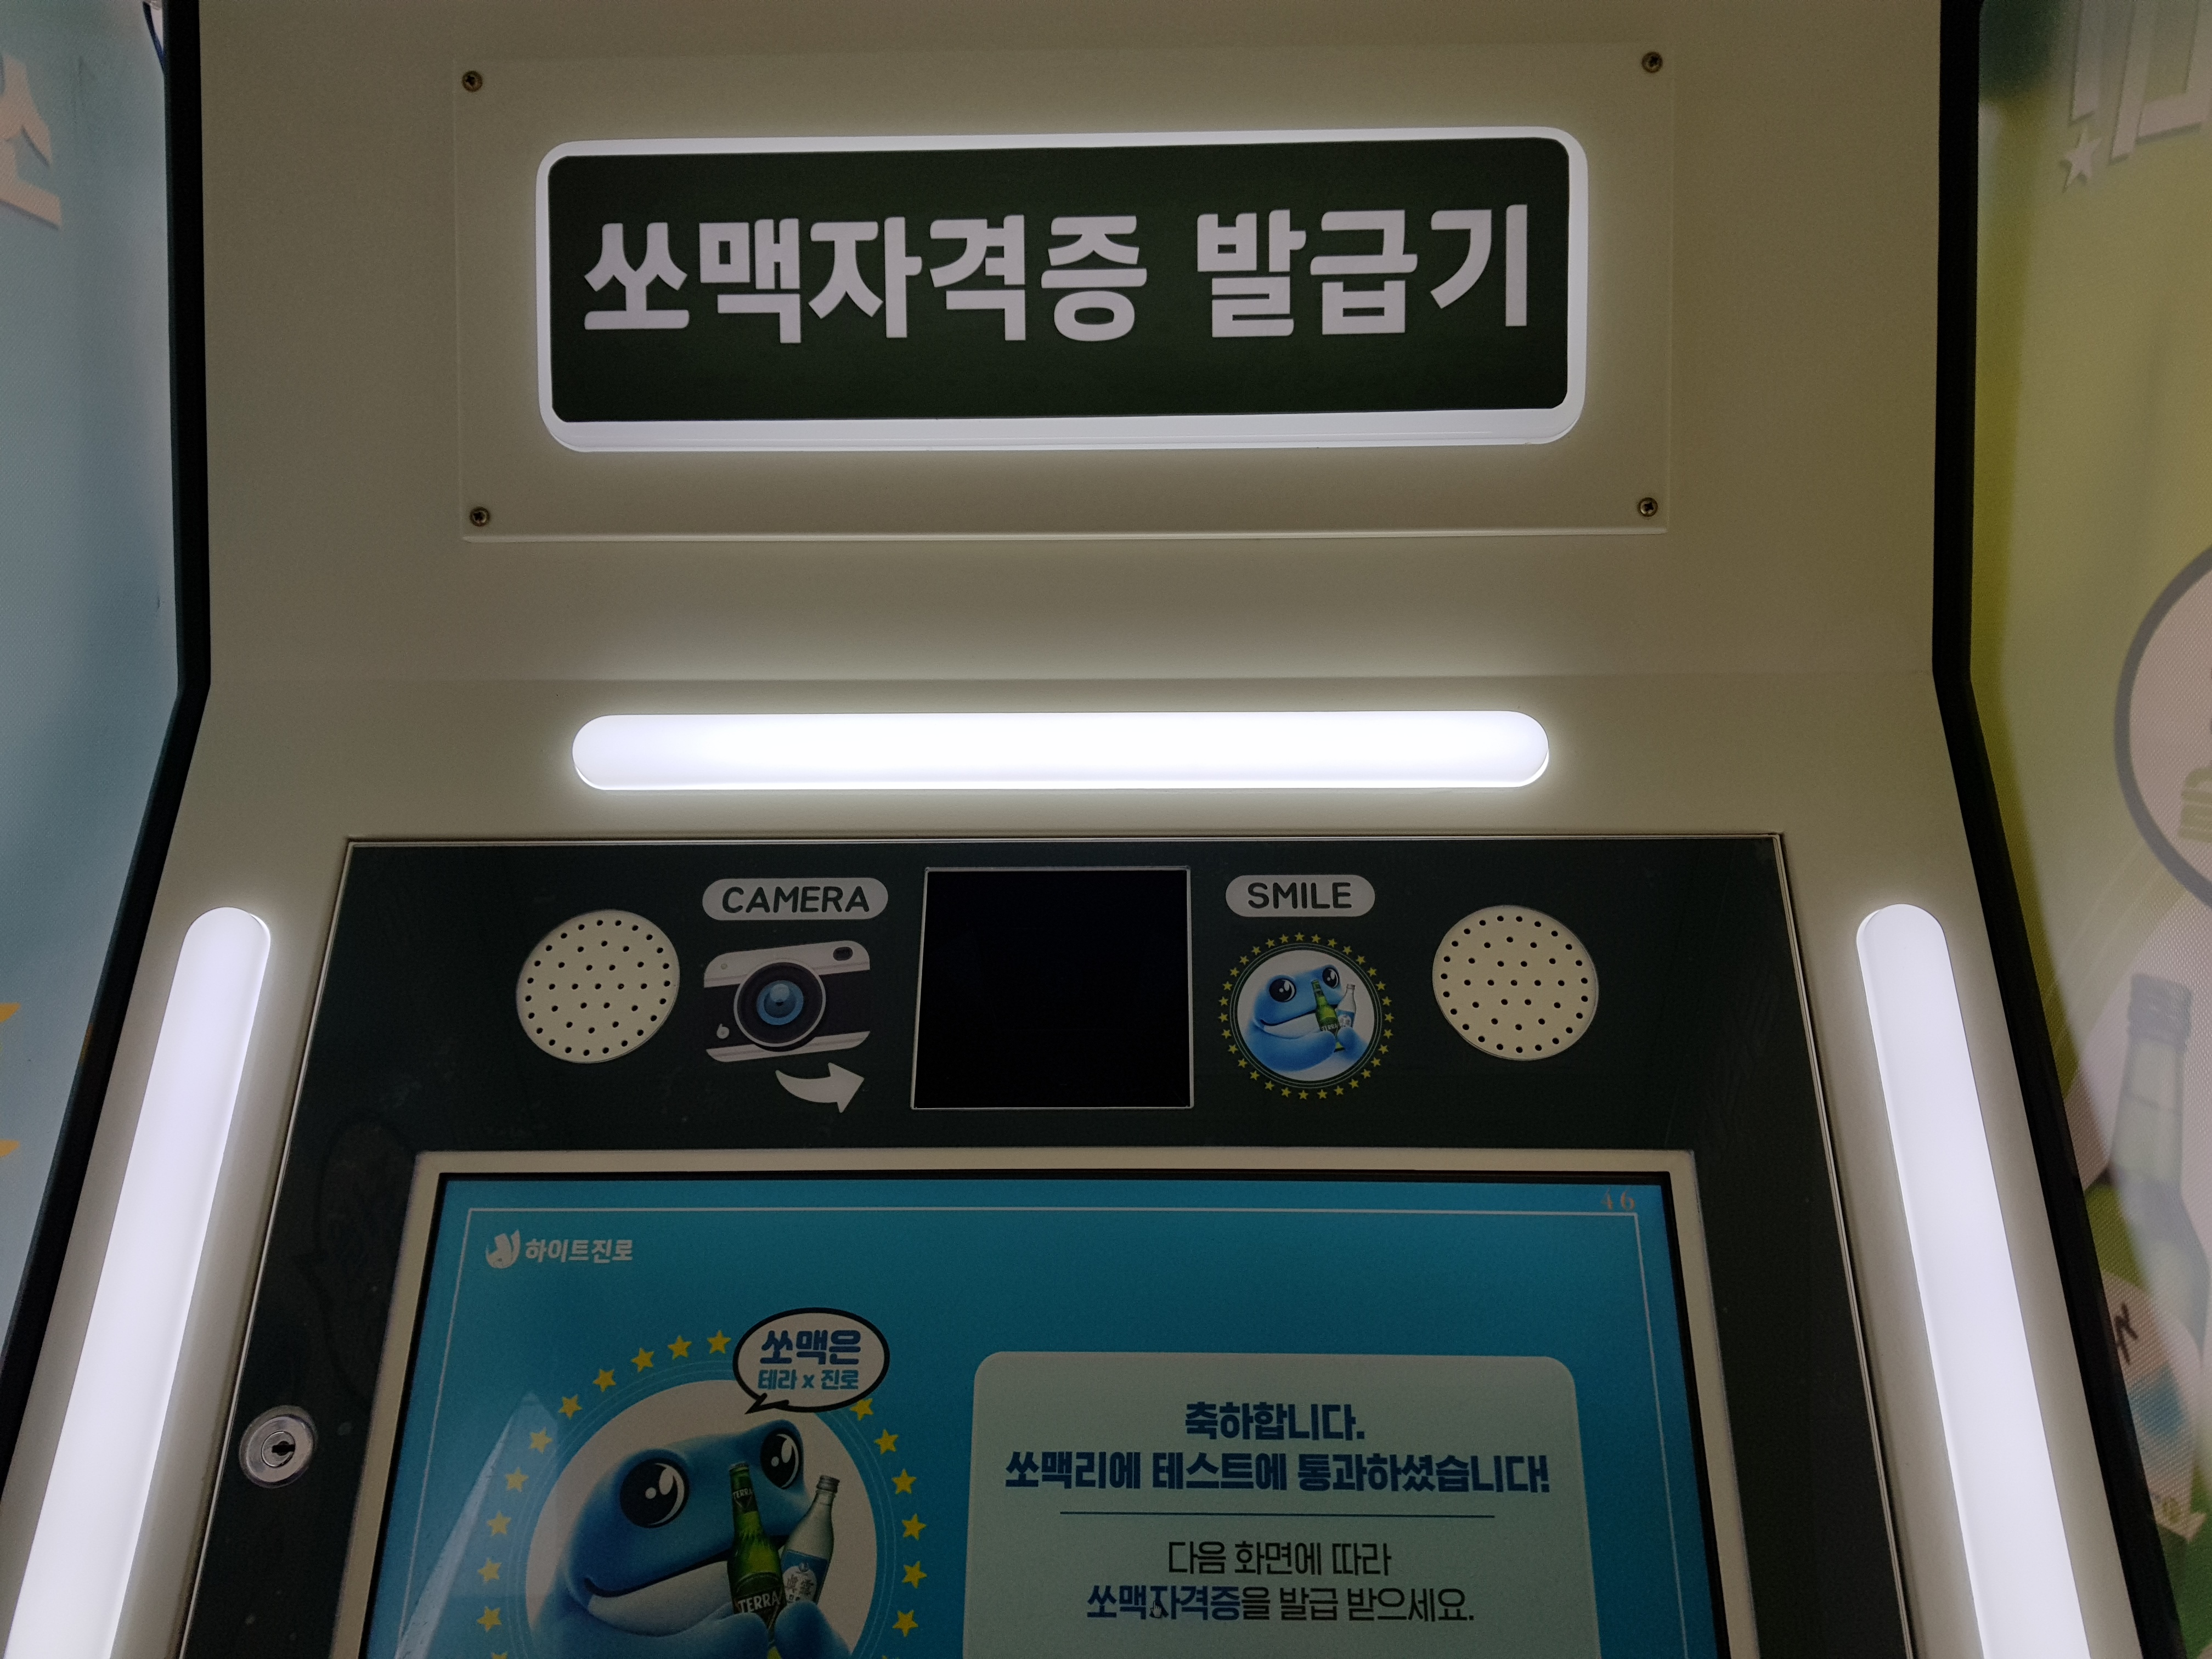 쏘맥자격증 발급기
CAMERA
SMILE
46
하이트진로
쏘맥은
테라 x 진로
축하합니다.
쏘맥리에 테스트에 통과하셨습니다!
다음 화면에 따라
쏘맥자격증을 발급 받으세요.
TERRA
TERRA